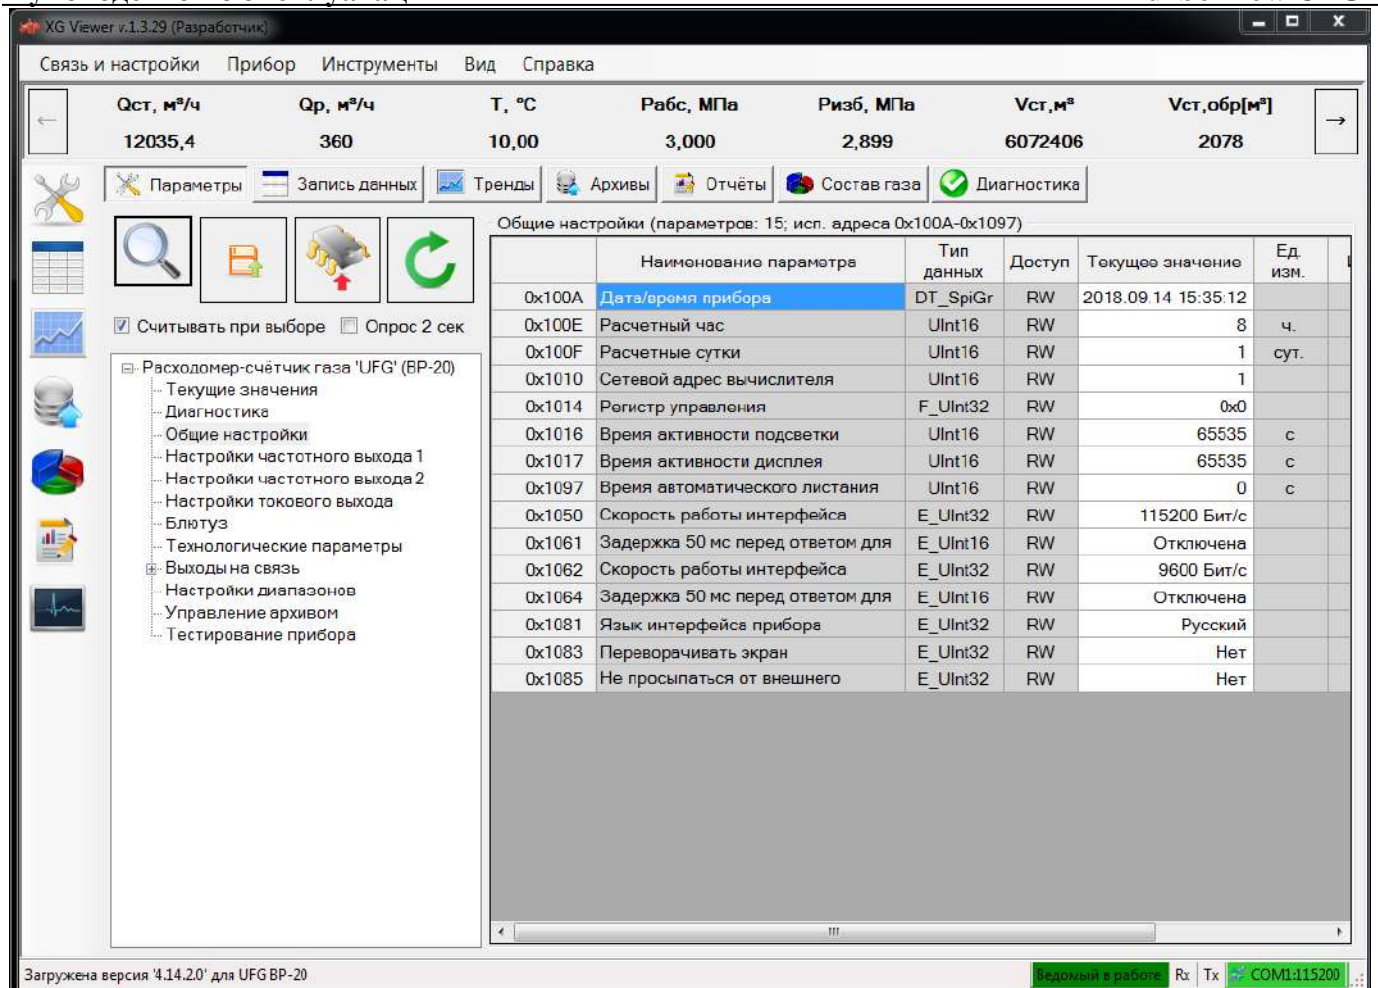 XG Viewer v.1.3.29 (Разработчик)
Связь и настройки Прибор Инструменты Вид Справка
Qст, м³/ч Qр, м³/ч T, °C Рабс, МПа Ризб, МПа Vст,м³ Vст,обр[м³]
12035,4 360 10,00 3,000 2,899 6072406 2078
Параметры Запись данных Тренды Архивы Отчёты Состав газа Диагностика
Считывать при выборе Опрос 2 сек
Расходомер-счётчик газа 'UFG' (BP-20)
Текущие значения
Диагностика
Общие настройки
Настройки частотного выхода 1
Настройки частотного выхода 2
Настройки токового выхода
Блютуз
Технологические параметры
Выходы на связь
Настройки диапазонов
Управление архивом
Тестирование прибора
Общие настройки (параметров: 15; исп. адреса 0x100A-0x1097)
Наименование параметра Тип данных Доступ Текущее значение Ед. изм.
0x100A Дата/время прибора DT_SpiGr RW 2018.09.14 15:35:12
0x100E Расчетный час UInt16 RW 8 ч.
0x100F Расчетные сутки UInt16 RW 1 сут.
0x1010 Сетевой адрес вычислителя UInt16 RW 1
0x1014 Регистр управления F_UInt32 RW 0x0
0x1016 Время активности подсветки UInt16 RW 65535 с
0x1017 Время активности дисплея UInt16 RW 65535 с
0x1097 Время автоматического листания UInt16 RW 0 с
0x1050 Скорость работы интерфейса E_UInt32 RW 115200 Бит/с
0x1061 Задержка 50 мс перед ответом для E_UInt16 RW Отключена
0x1062 Скорость работы интерфейса E_UInt32 RW 9600 Бит/с
0x1064 Задержка 50 мс перед ответом для E_UInt16 RW Отключена
0x1081 Язык интерфейса прибора E_UInt32 RW Русский
0x1083 Переворачивать экран E_UInt32 RW Нет
0x1085 Не просыпаться от внешнего E_UInt32 RW Нет
Загружена версия '4.14.2.0' для UFG BP-20 Ведомый в работе Rx Tx COM1:115200